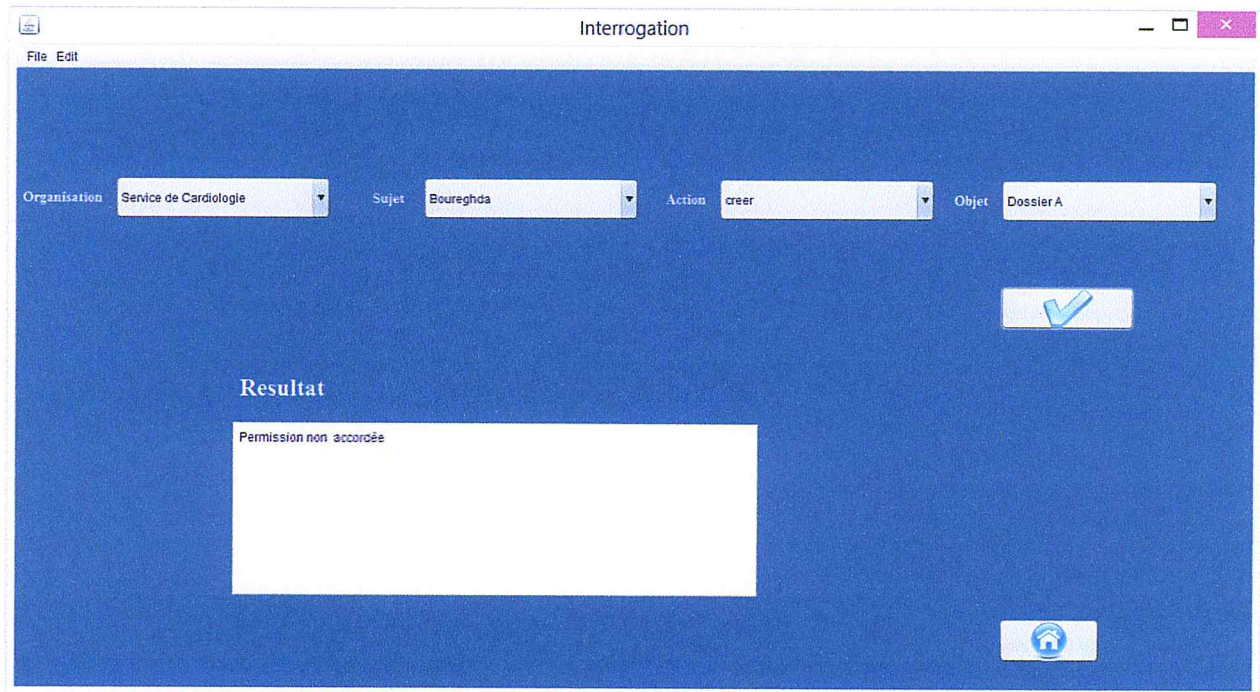 Interrogation
File Edit
Organisation Service de Cardiologie Sujet Boureghda Action creer Objet Dossier A
Resultat
Permission non accordée